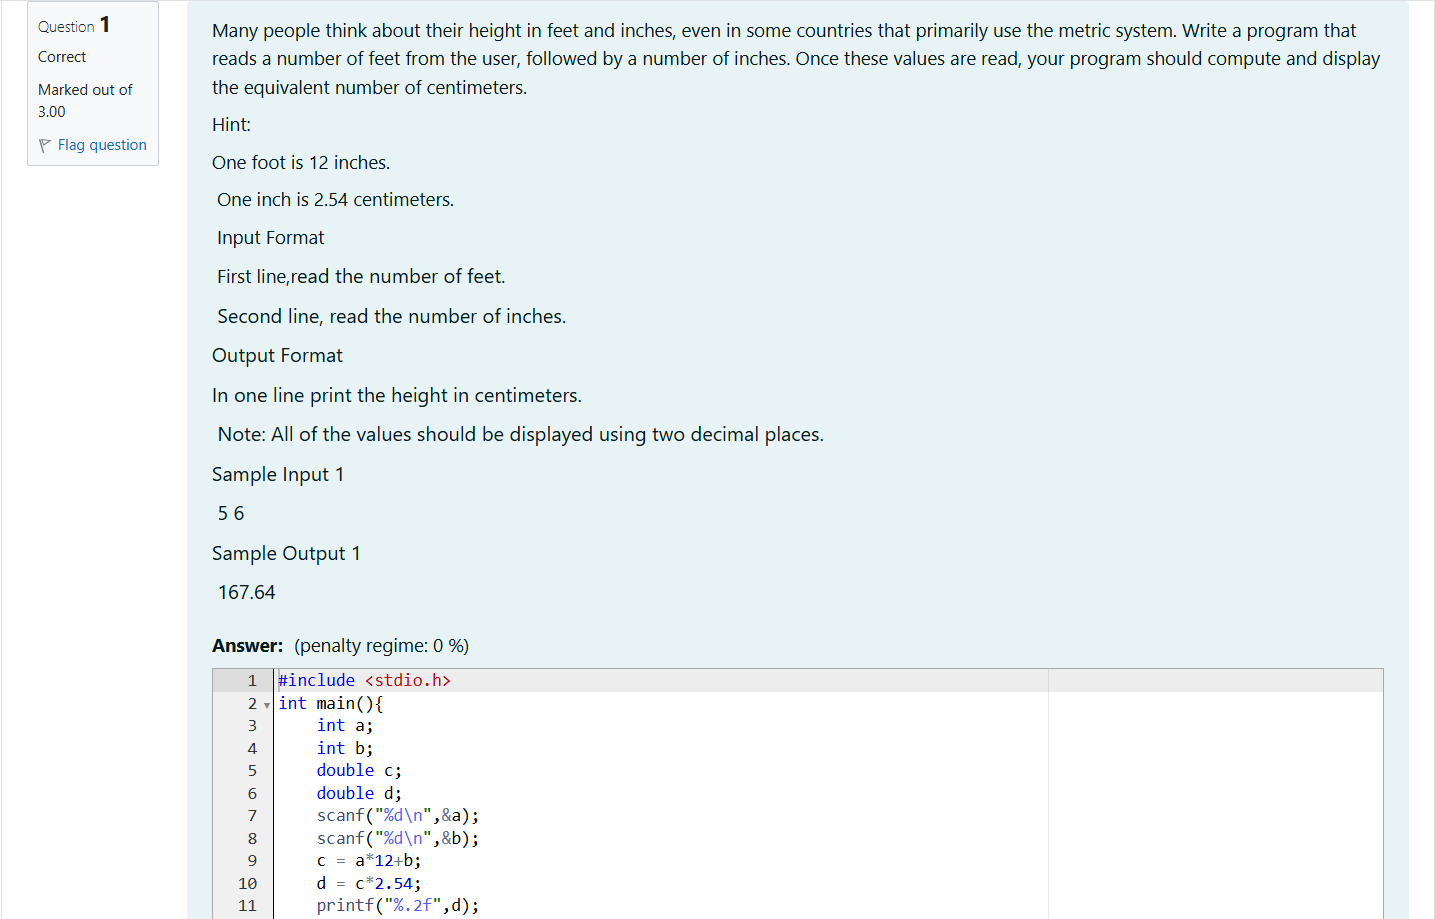 Question 1
Correct
Marked out of
3.00
Flag question
Many people think about their height in feet and inches, even in some countries that primarily use the metric system. Write a program that
reads a number of feet from the user, followed by a number of inches. Once these values are read, your program should compute and display
the equivalent number of centimeters.
Hint:
One foot is 12 inches.
One inch is 2.54 centimeters.
Input Format
First line,read the number of feet.
Second line, read the number of inches.
Output Format
In one line print the height in centimeters.
Note: All of the values should be displayed using two decimal places.
Sample Input 1
5 6
Sample Output 1
167.64
Answer: (penalty regime: 0 %)
1 #include <stdio.h>
2 int main(){
3 int a;
4 int b;
5 double c;
6 double d;
7 scanf("%d\n",&a);
8 scanf("%d\n",&b);
9 c = a*12+b;
10 d = c*2.54;
11 printf("%.2f",d);